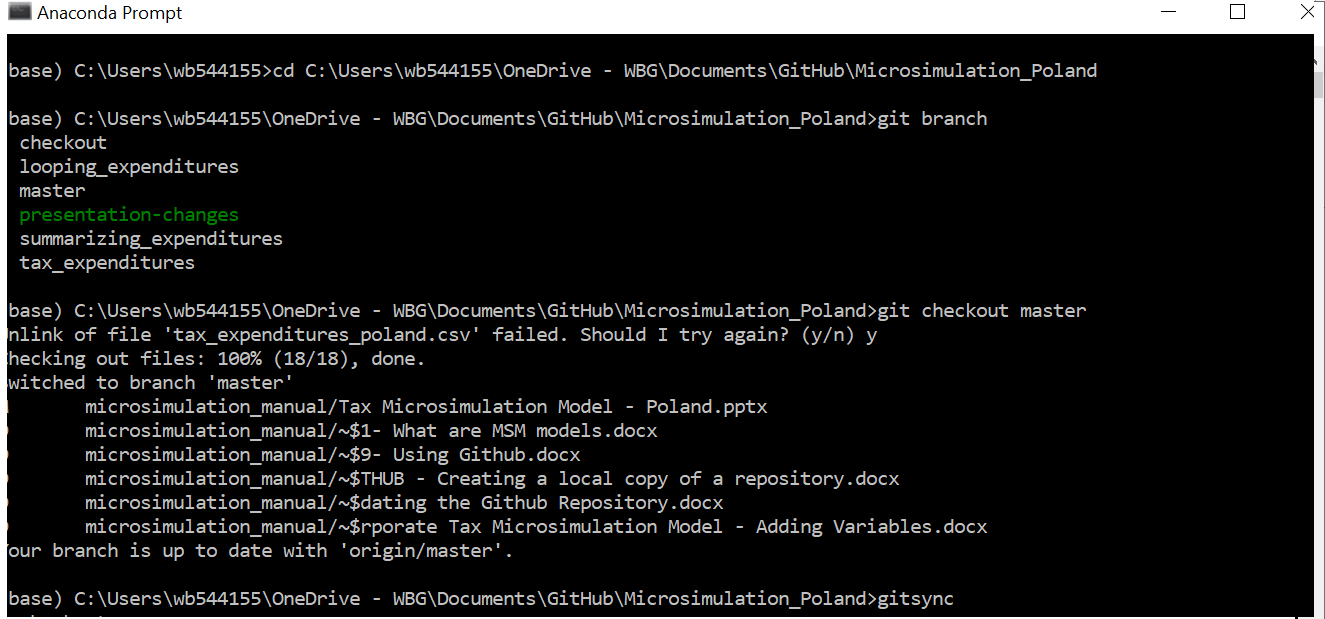 Anaconda Prompt
base) C:\Users\wb544155>cd C:\Users\wb544155\OneDrive - WBG\Documents\GitHub\Microsimulation_Poland
base) C:\Users\wb544155\OneDrive - WBG\Documents\GitHub\Microsimulation_Poland>git branch
checkout
looping_expenditures
master
presentation-changes
summarizing_expenditures
tax_expenditures
base) C:\Users\wb544155\OneDrive - WBG\Documents\GitHub\Microsimulation_Poland>git checkout master
nlink of file 'tax_expenditures_poland.csv' failed. Should I try again? (y/n) y
hecking out files: 100% (18/18), done.
witched to branch 'master'
microsimulation_manual/Tax Microsimulation Model - Poland.pptx
microsimulation_manual/~$1- What are MSM models.docx
microsimulation_manual/~$9- Using Github.docx
microsimulation_manual/~$THUB - Creating a local copy of a repository.docx
microsimulation_manual/~$dating the Github Repository.docx
microsimulation_manual/~$rporate Tax Microsimulation Model - Adding Variables.docx
our branch is up to date with 'origin/master'.
base) C:\Users\wb544155\OneDrive - WBG\Documents\GitHub\Microsimulation_Poland>gitsync